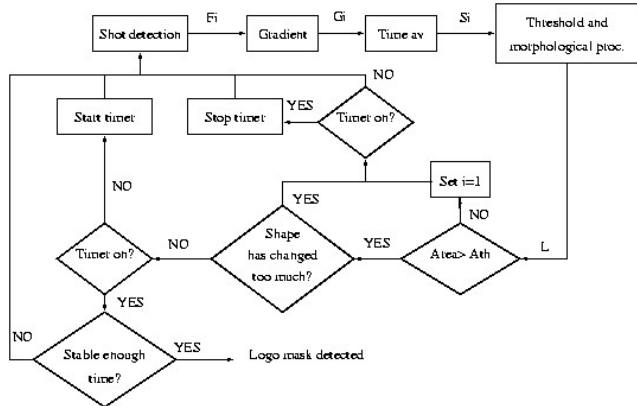 Fi
Gi
Si
Shot detection
Gradient
Time av
Threshold and
morphological proc.
NO
YES
Start timer
Stop timer
Timer on?
NO
YES
Set i=1
NO
Timer on?
NO
Shape
has changed
too much?
YES
Area> Ath
L
YES
NO
Stable enough
time?
YES
Logo mask detected